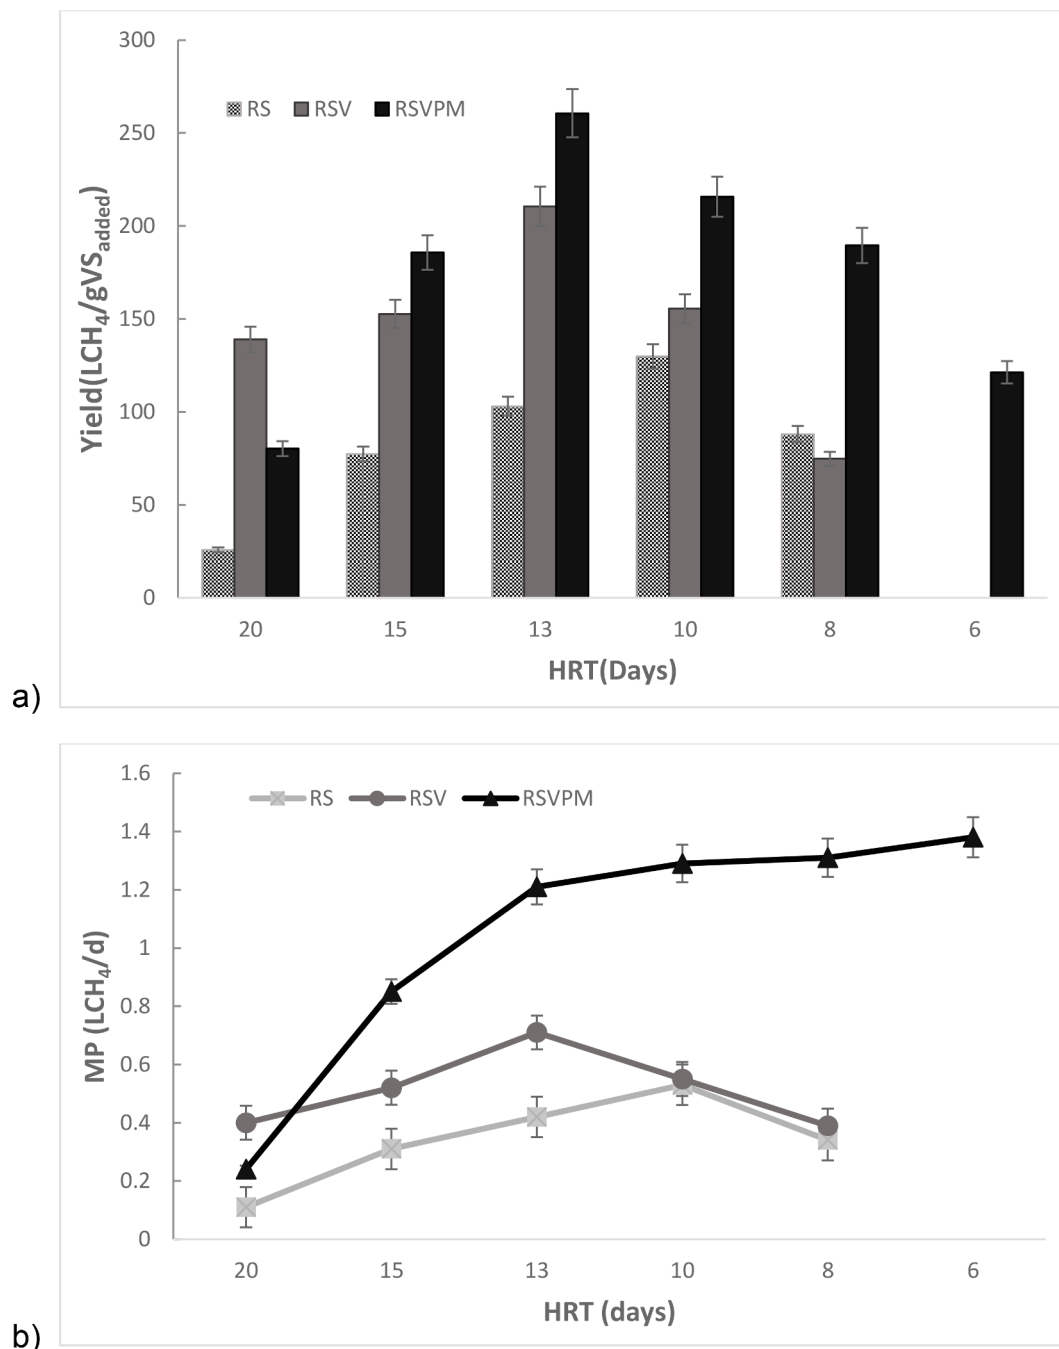 300
250
200
150
100
50
0
RS RSV RSVPM
Yield(LCH₄/gVSadded)
20 15 13 10 8 6
HRT(Days)
a)
1.6
1.4
1.2
1
0.8
0.6
0.4
0.2
0
RS RSV RSVPM
MP (LCH₄/d)
20 15 13 10 8 6
HRT (days)
b)